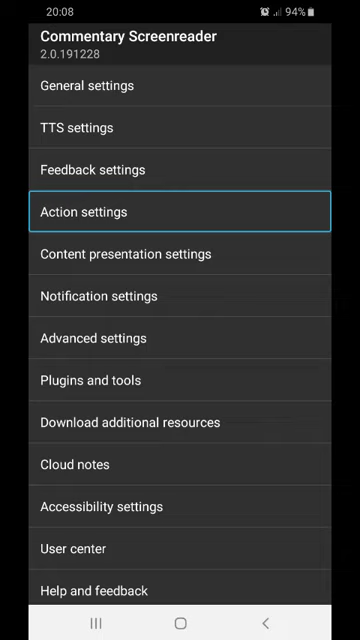 20:08
94%
Commentary Screenreader
2.0.191228
General settings
TTS settings
Feedback settings
Action settings
Content presentation settings
Notification settings
Advanced settings
Plugins and tools
Download additional resources
Cloud notes
Accessibility settings
User center
Help and feedback